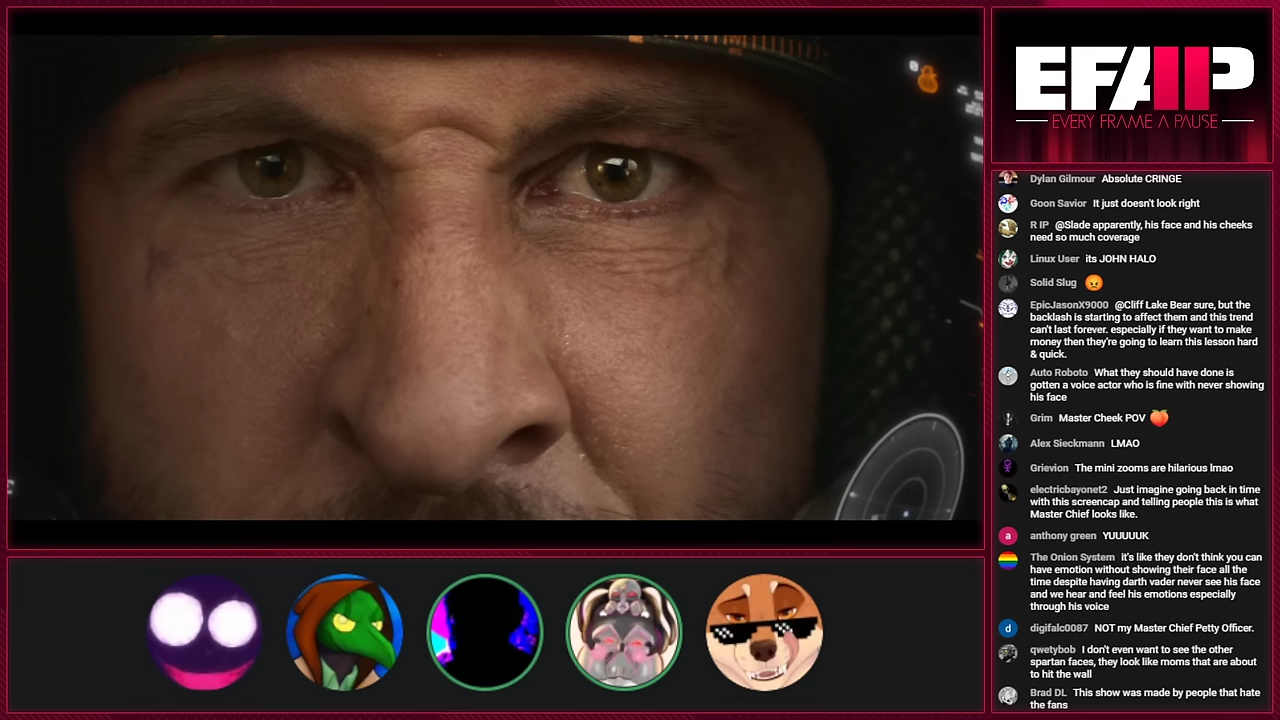 EFAP
EVERY FRAME A PAUSE
Dylan Gilmour Absolute CRINGE
Goon Savior It just doesn't look right
R IP @Slade apparently, his face and his cheeks
need so much coverage
Linux User its JOHN HALO
Solid Slug 😡
EpicJasonX9000 @Cliff Lake Bear sure, but the
backlash is starting to affect them and this trend
can't last forever. especially if they want to make
money then they're going to learn this lesson hard
& quick.
Auto Roboto What they should have done is
gotten a voice actor who is fine with never showing
his face
Grim Master Cheek POV 🍑
Alex Sieckmann LMAO
Grievion The mini zooms are hilarious lmao
electricbayonet2 Just imagine going back in time
with this screencap and telling people this is what
Master Chief looks like.
a anthony green YUUUUUK
The Onion System it's like they don't think you can
have emotion without showing their face all the
time despite having darth vader never see his face
and we hear and feel his emotions especially
through his voice
d digifalc0087 NOT my Master Chief Petty Officer.
qwetybob I don't even want to see the other
spartan faces, they look like moms that are about
to hit the wall
Brad DL This show was made by people that hate
the fans